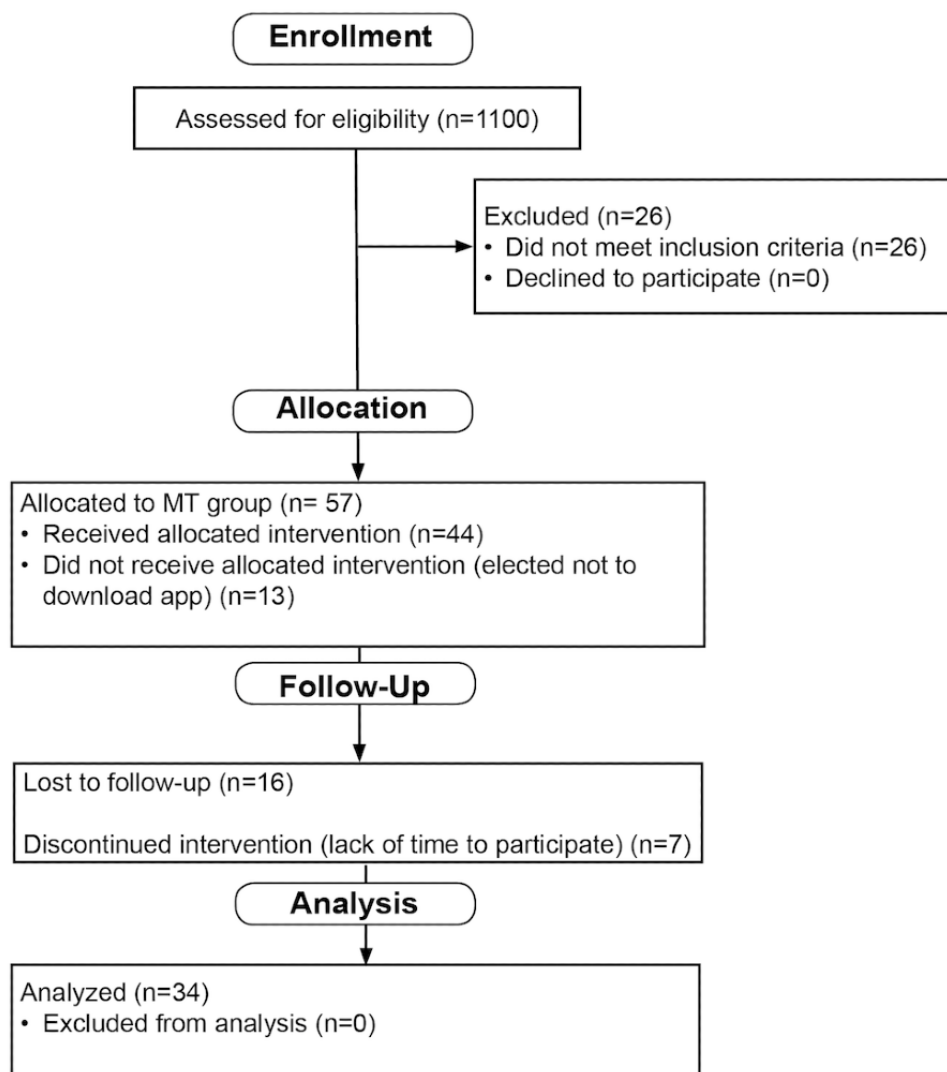 Enrollment
Assessed for eligibility (n=1100)
Excluded (n=26)
• Did not meet inclusion criteria (n=26)
• Declined to participate (n=0)
Allocation
Allocated to MT group (n= 57)
• Received allocated intervention (n=44)
• Did not receive allocated intervention (elected not to
download app) (n=13)
Follow-Up
Lost to follow-up (n=16)
Discontinued intervention (lack of time to participate) (n=7)
Analysis
Analyzed (n=34)
• Excluded from analysis (n=0)